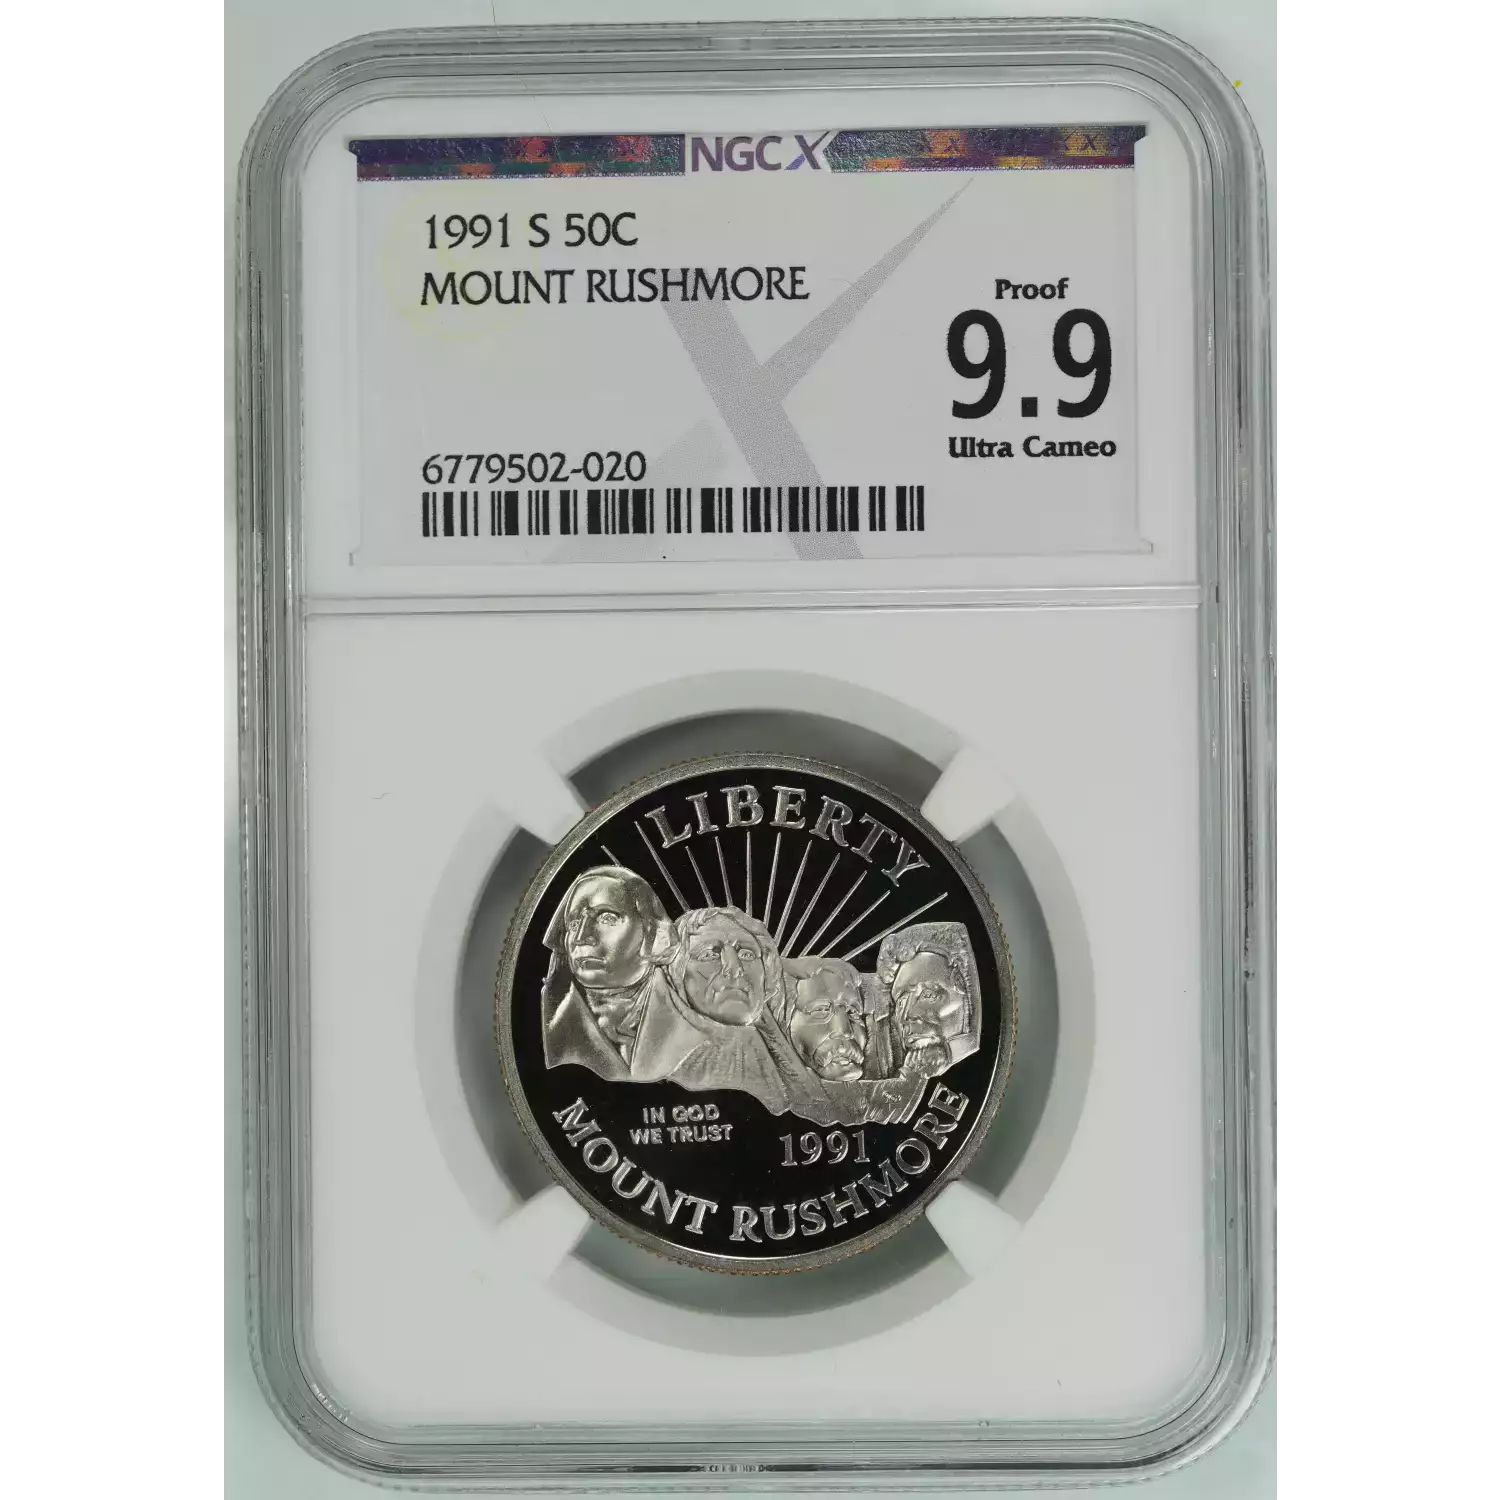 NGC X
1991 S 50C
MOUNT RUSHMORE
Proof
9.9
Ultra Cameo
6779502-020
LIBERTY
IN GOD
WE TRUST
1991
MOUNT RUSHMORE